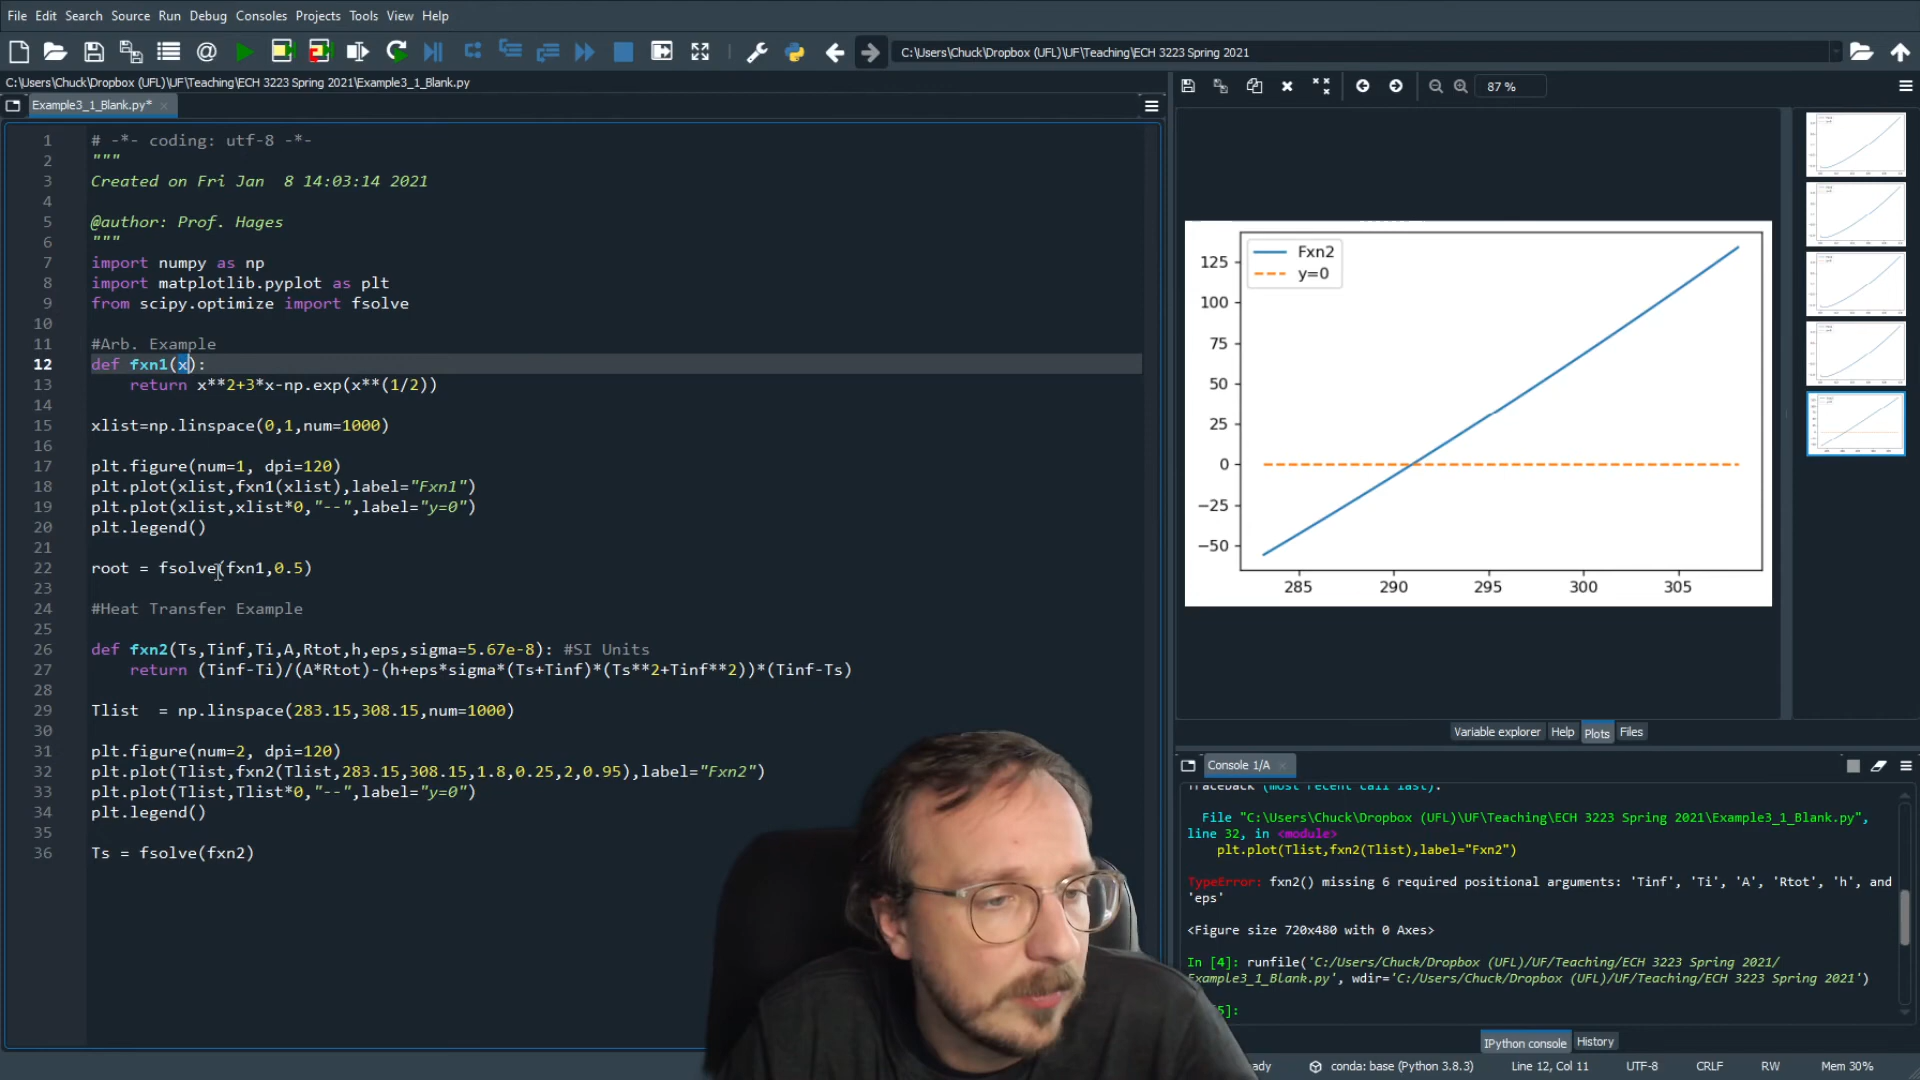 File Edit Search Source Run Debug Consoles Projects Tools View Help
C:\Users\Chuck\Dropbox (UFL)\UF\Teaching\ECH 3223 Spring 2021
C:\Users\Chuck\Dropbox (UFL)\UF\Teaching\ECH 3223 Spring 2021\Example3_1_Blank.py
Example3_1_Blank.py*
1 # -*- coding: utf-8 -*-
2 """
3 Created on Fri Jan  8 14:03:14 2021
4
5 @author: Prof. Hages
6 """
7 import numpy as np
8 import matplotlib.pyplot as plt
9 from scipy.optimize import fsolve
10
11 #Arb. Example
12 def fxn1(x):
13     return x**2+3*x-np.exp(x**(1/2))
14
15 xlist=np.linspace(0,1,num=1000)
16
17 plt.figure(num=1, dpi=120)
18 plt.plot(xlist,fxn1(xlist),label="Fxn1")
19 plt.plot(xlist,xlist*0,"--",label="y=0")
20 plt.legend()
21
22 root = fsolve(fxn1,0.5)
23
24 #Heat Transfer Example
25
26 def fxn2(Ts,Tinf,Ti,A,Rtot,h,eps,sigma=5.67e-8): #SI Units
27     return (Tinf-Ti)/(A*Rtot)-(h+eps*sigma*(Ts+Tinf)*(Ts**2+Tinf**2))*(Tinf-Ts)
28
29 Tlist  = np.linspace(283.15,308.15,num=1000)
30
31 plt.figure(num=2, dpi=120)
32 plt.plot(Tlist,fxn2(Tlist,283.15,308.15,1.8,0.25,2,0.95),label="Fxn2")
33 plt.plot(Tlist,Tlist*0,"--",label="y=0")
34 plt.legend()
35
36 Ts = fsolve(fxn2)
87 %
Fxn2
y=0
125
100
75
50
25
0
−25
−50
285 290 295 300 305
Variable explorer Help Plots Files
Console 1/A
Traceback (most recent call last):
File "C:\Users\Chuck\Dropbox (UFL)\UF\Teaching\ECH 3223 Spring 2021\Example3_1_Blank.py",
line 32, in <module>
plt.plot(Tlist,fxn2(Tlist),label="Fxn2")
TypeError: fxn2() missing 6 required positional arguments: 'Tinf', 'Ti', 'A', 'Rtot', 'h', and
'eps'
<Figure size 720x480 with 0 Axes>
In [4]: runfile('C:/Users/Chuck/Dropbox (UFL)/UF/Teaching/ECH 3223 Spring 2021/
Example3_1_Blank.py', wdir='C:/Users/Chuck/Dropbox (UFL)/UF/Teaching/ECH 3223 Spring 2021')
5]:
IPython console History
conda: base (Python 3.8.3) Line 12, Col 11 UTF-8 CRLF RW Mem 30%